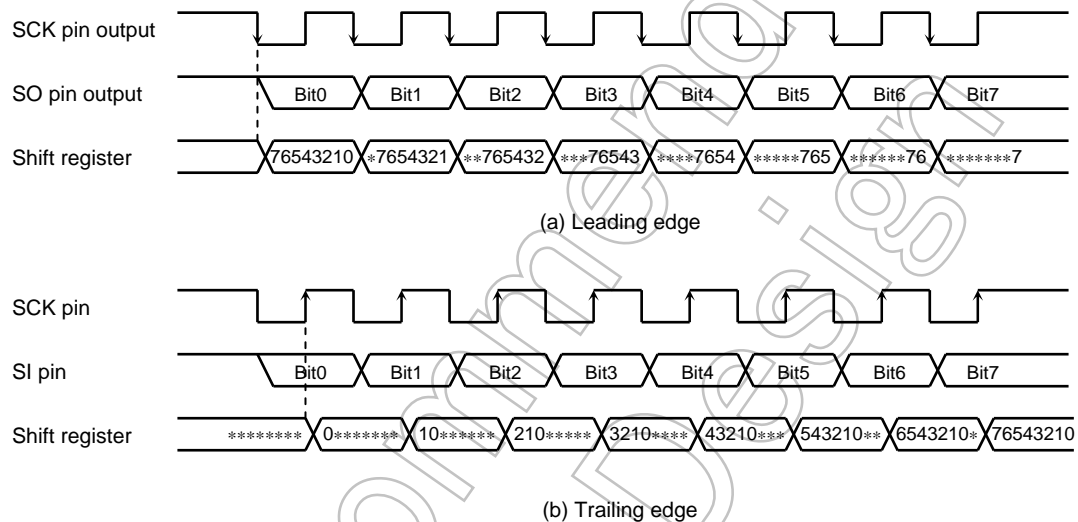 SCK pin output
SO pin output Bit0 Bit1 Bit2 Bit3 Bit4 Bit5 Bit6 Bit7
Shift register 76543210 *7654321 **765432 ***76543 ****7654 *****765 ******76 *******7
(a) Leading edge
SCK pin
SI pin Bit0 Bit1 Bit2 Bit3 Bit4 Bit5 Bit6 Bit7
Shift register ******** 0******* 10****** 210***** 3210**** 43210*** 543210** 6543210* 76543210
(b) Trailing edge
ommend
Design